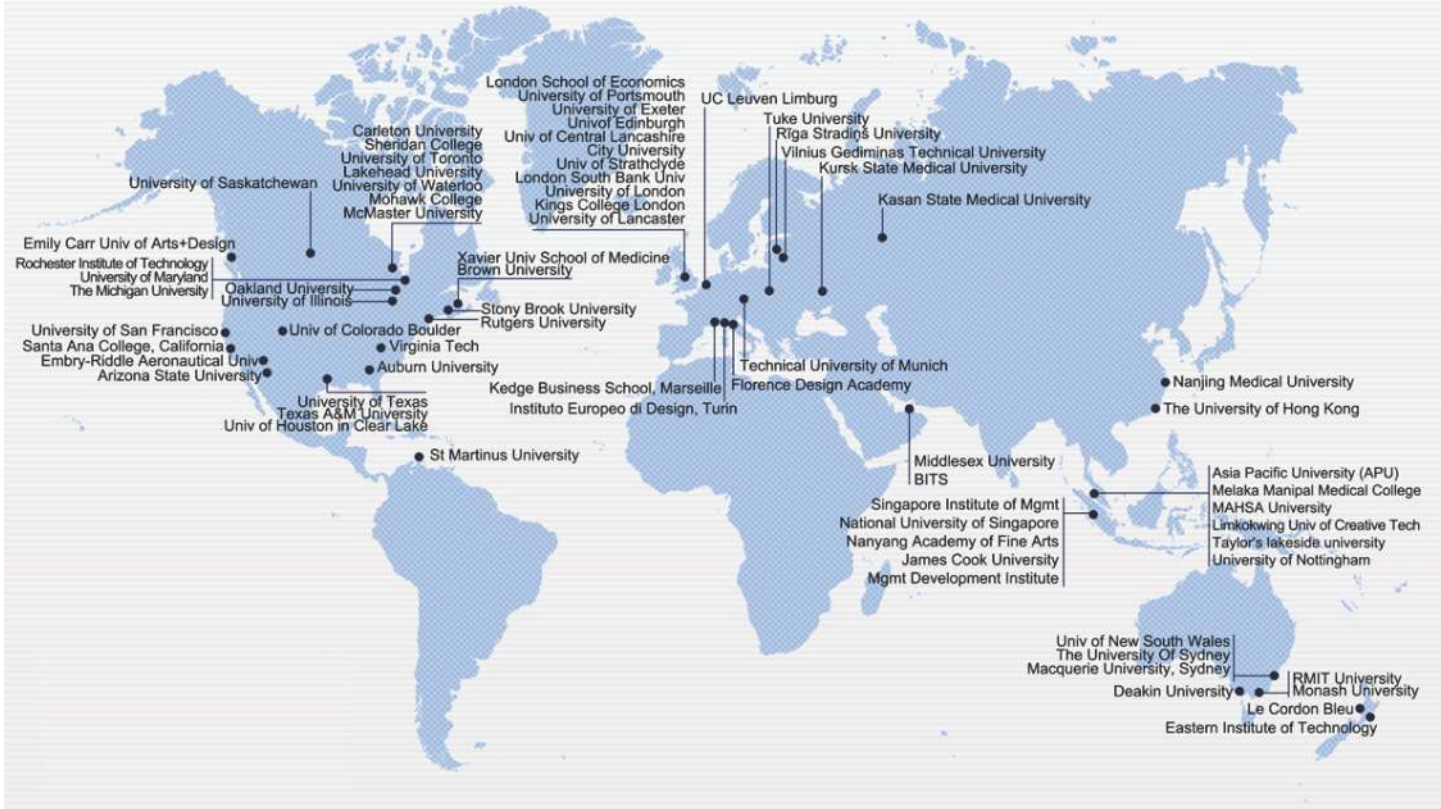 London School of Economics
University of Portsmouth
University of Exeter
Univof Edinburgh
Univ of Central Lancashire
City University
Univ of Strathclyde
London South Bank Univ
University of London
Kings College London
University of Lancaster
UC Leuven Limburg
Tuke University
Rīga Stradiņš University
Vilnius Gediminas Technical University
Kursk State Medical University
Kasan State Medical University
Carleton University
Sheridan College
University of Toronto
Lakehead University
University of Waterloo
Mohawk College
McMaster University
University of Saskatchewan
Emily Carr Univ of Arts+Design
Rochester Institute of Technology
University of Maryland
The Michigan University
Oakland University
University of Illinois
Xavier Univ School of Medicine
Brown University
Stony Brook University
Rutgers University
University of San Francisco
Santa Ana College, California
Embry-Riddle Aeronautical Univ
Arizona State University
Univ of Colorado Boulder
Virginia Tech
Auburn University
University of Texas
Texas A&M University
Univ of Houston in Clear Lake
St Martinus University
Technical University of Munich
Kedge Business School, Marseille
Florence Design Academy
Instituto Europeo di Design, Turin
Nanjing Medical University
The University of Hong Kong
Middlesex University
BITS
Singapore Institute of Mgmt
National University of Singapore
Nanyang Academy of Fine Arts
James Cook University
Mgmt Development Institute
Asia Pacific University (APU)
Melaka Manipal Medical College
MAHSA University
Limkokwing Univ of Creative Tech
Taylor's lakeside university
University of Nottingham
Univ of New South Wales
The University Of Sydney
Macquerie University, Sydney
RMIT University
Monash University
Deakin University
Le Cordon Bleu
Eastern Institute of Technology